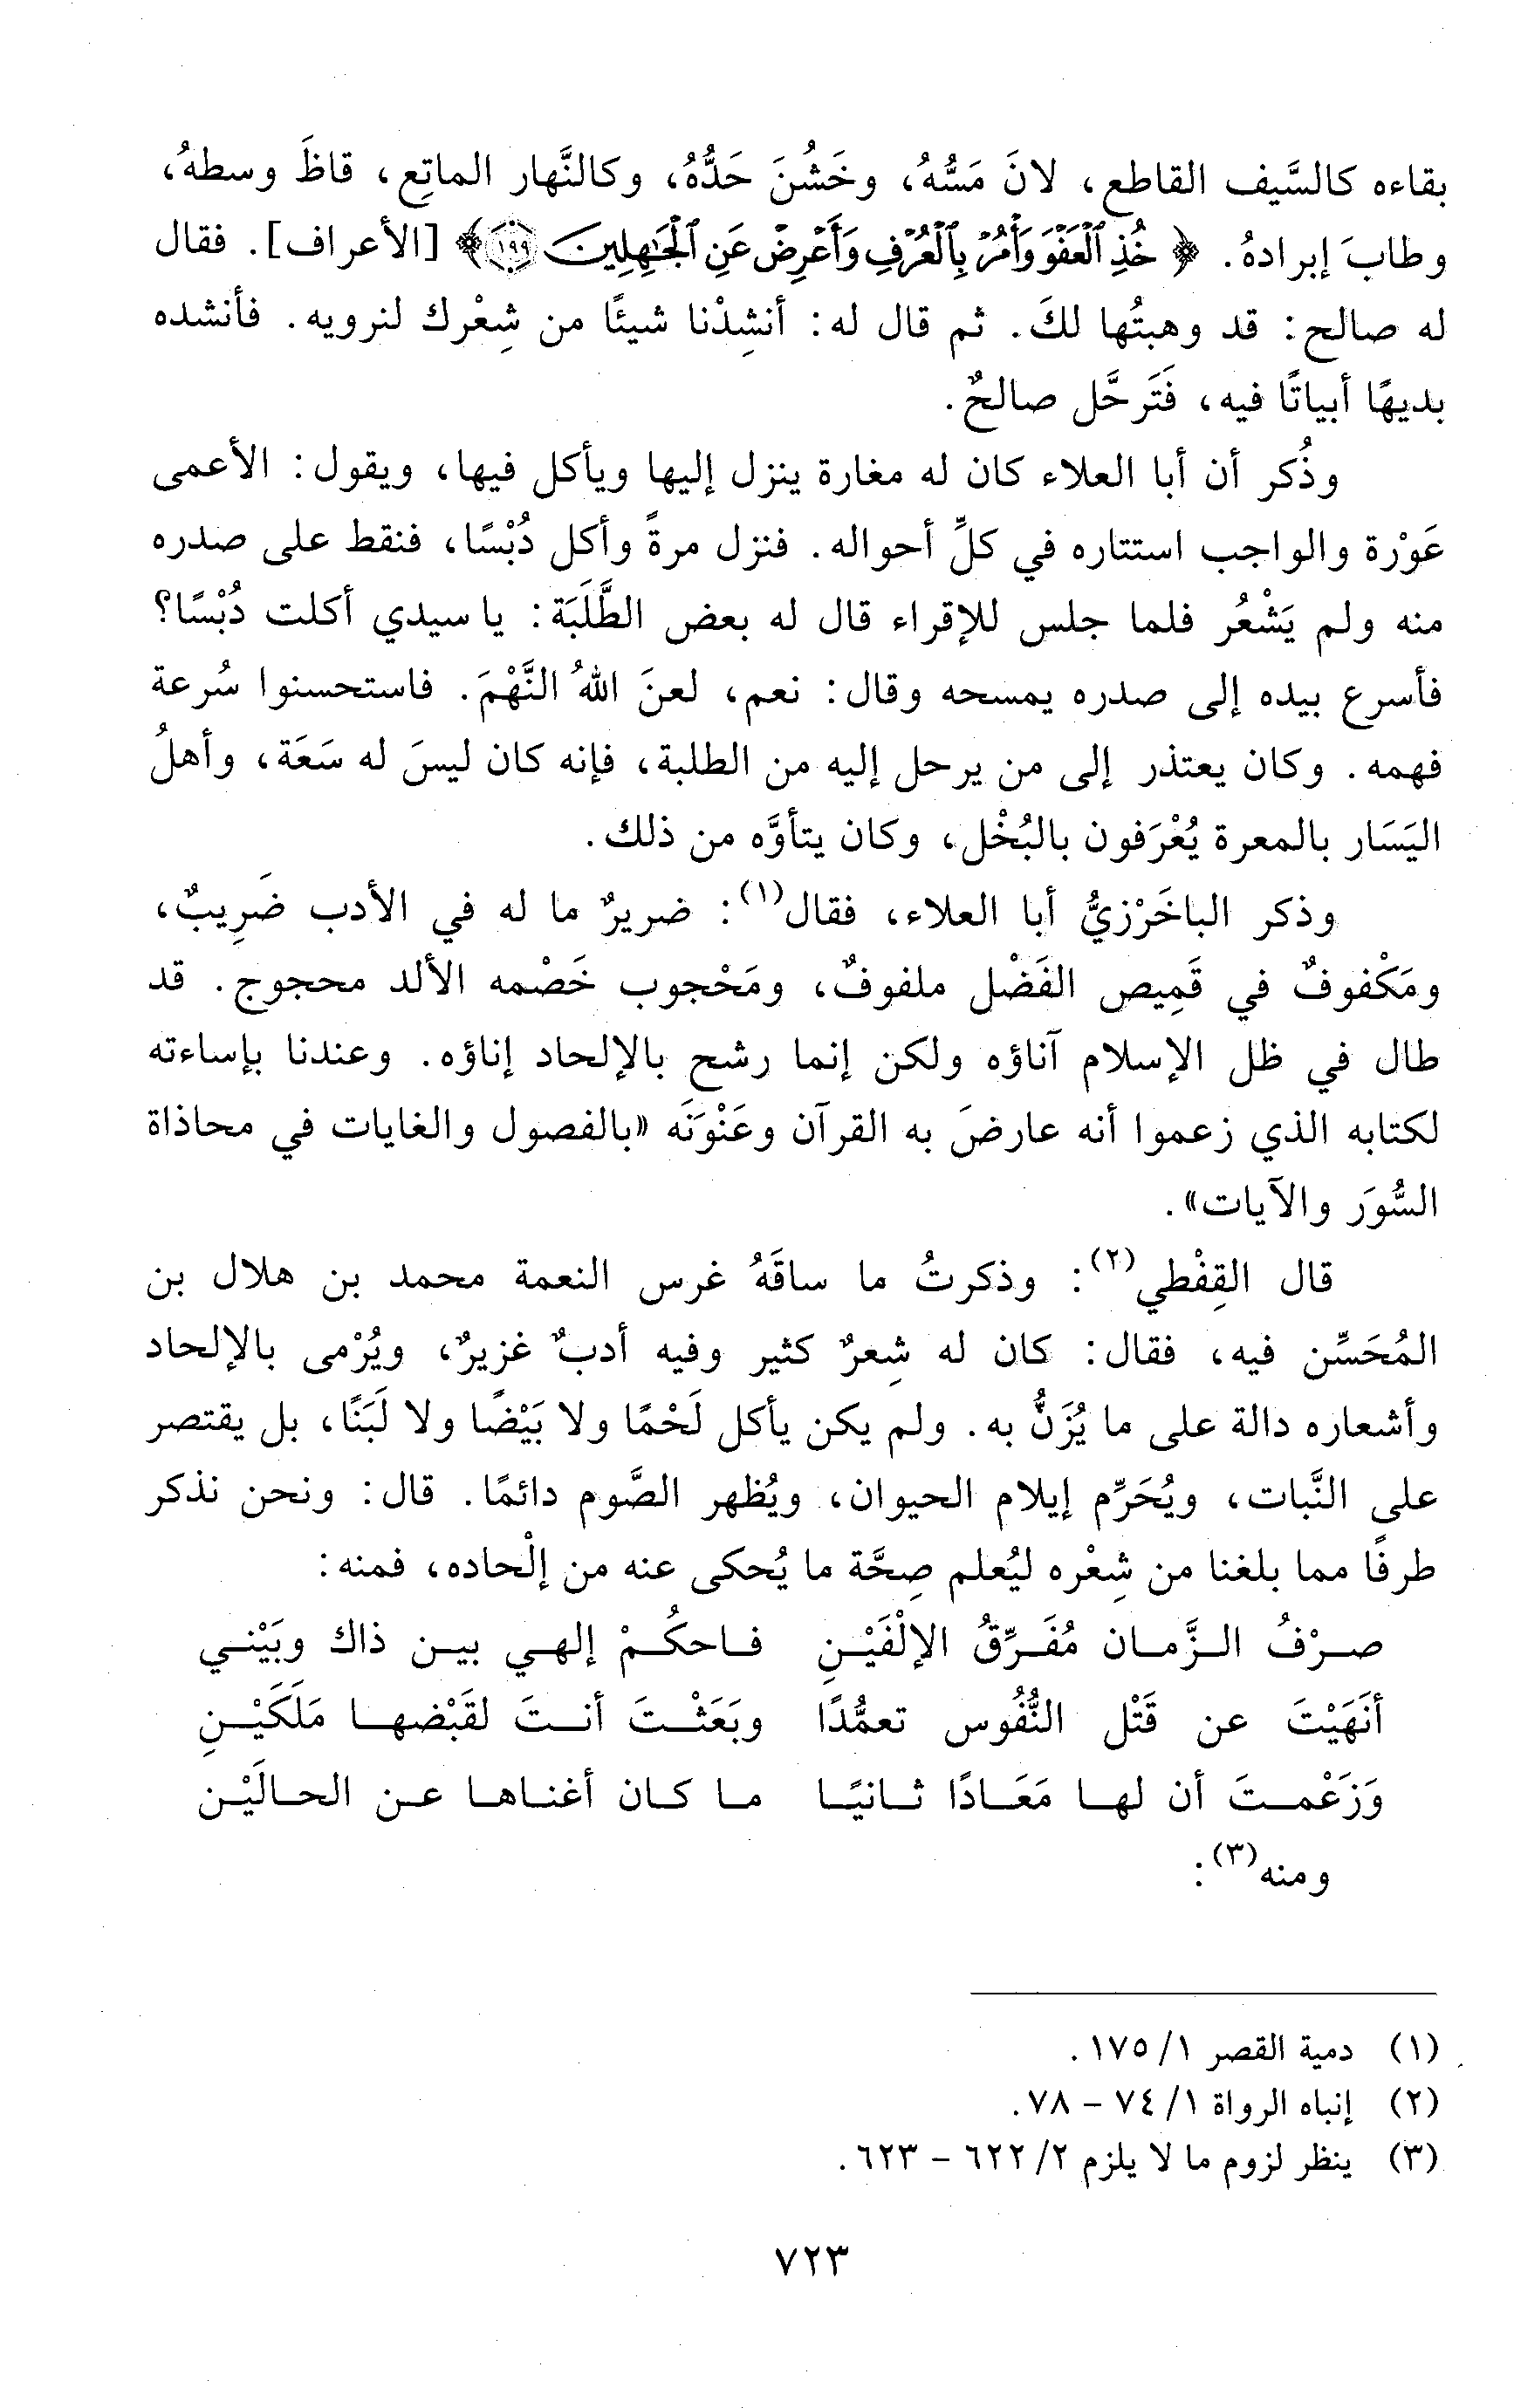 بقاءه كالسَّيف القاطع، لانَ مَسُّهُ، وخَشُنَ حَدُّهُ، وكالنَّهار الماتِع، قاظَ وسطهُ،
وطابَ إبرادهُ. ﴿ خُذِ ٱلْعَفْوَ وَأْمُرْ بِٱلْعُرْفِ وَأَعْرِضْ عَنِ ٱلْجَٰهِلِينَ ١٩٩﴾ [الأعراف]. فقال
له صالح: قد وهبتُها لكَ. ثم قال له: أنشِدْنا شيئًا من شِعْرك لنرويه. فأنشده
بديهًا أبياتًا فيه، فَتَرحَّل صالحٌ.
وذُكر أن أبا العلاء كان له مغارة ينزل إليها ويأكل فيها، ويقول: الأعمى
عَوْرة والواجب استتاره في كلِّ أحواله. فنزل مرةً وأكل دُبْسًا، فنقط على صدره
منه ولم يَشْعُر فلما جلس للإقراء قال له بعض الطَّلَبَة: يا سيدي أكلت دُبْسًا؟
فأسرع بيده إلى صدره يمسحه وقال: نعم، لعنَ اللهُ النَّهْمَ. فاستحسنوا سُرعة
فهمه. وكان يعتذر إلى من يرحل إليه من الطلبة، فإنه كان ليسَ له سَعَة، وأهلُ
اليَسَار بالمعرة يُعْرَفون بالبُخْل، وكان يتأوَّه من ذلك.
وذكر الباخَرْزيُّ أبا العلاء، فقال(١): ضريرٌ ما له في الأدب ضَرِيبٌ،
ومَكْفوفٌ في قَمِيص الفَضْل ملفوفٌ، ومَحْجوب خَصْمه الألد محجوج. قد
طال في ظل الإسلام آناؤه ولكن إنما رشح بالإلحاد إناؤه. وعندنا بإساءته
لكتابه الذي زعموا أنه عارضَ به القرآن وعَنْوَنَه «بالفصول والغايات في محاذاة
السُّوَر والآيات».
قال القِفْطي(٢): وذكرتُ ما ساقَهُ غرس النعمة محمد بن هلال بن
المُحَسِّن فيه، فقال: كان له شِعرٌ كثير وفيه أدبٌ غزيرٌ، ويُرْمى بالإلحاد
وأشعاره دالة على ما يُزَنُّ به. ولم يكن يأكل لَحْمًا ولا بَيْضًا ولا لَبَنًا، بل يقتصر
على النَّبات، ويُحَرِّم إيلام الحيوان، ويُظهر الصَّوم دائمًا. قال: ونحن نذكر
طرفًا مما بلغنا من شِعْره ليُعلم صِحَّة ما يُحكى عنه من إلْحاده، فمنه:
صرْفُ الزَّمان مُفَرِّقُ الإلْفَيْنِ فاحكُمْ إلهي بين ذاك وبَيْني
أنَهَيْتَ عن قَتْل النُّفُوس تعمُّدًا وبَعَثْتَ أنتَ لقَبْضها مَلَكَيْنِ
وَزَعْمتَ أن لها مَعَادًا ثانيًا ما كان أغناها عن الحالَيْن
ومنه(٣):
(١) دمية القصر ١/ ١٧٥.
(٢) إنباه الرواة ١/ ٧٤ - ٧٨.
(٣) ينظر لزوم ما لا يلزم ٢/ ٦٢٢ - ٦٢٣.
٧٢٣